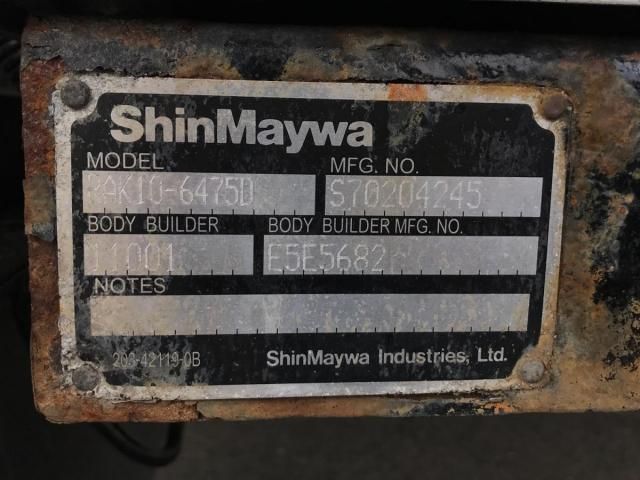 ShinMaywa
MODEL MFG. NO.
RAK10-6475D S70204245
BODY BUILDER BODY BUILDER MFG. NO.
11001 E5E5682
NOTES
203-42119-0B ShinMaywa Industries, Ltd.